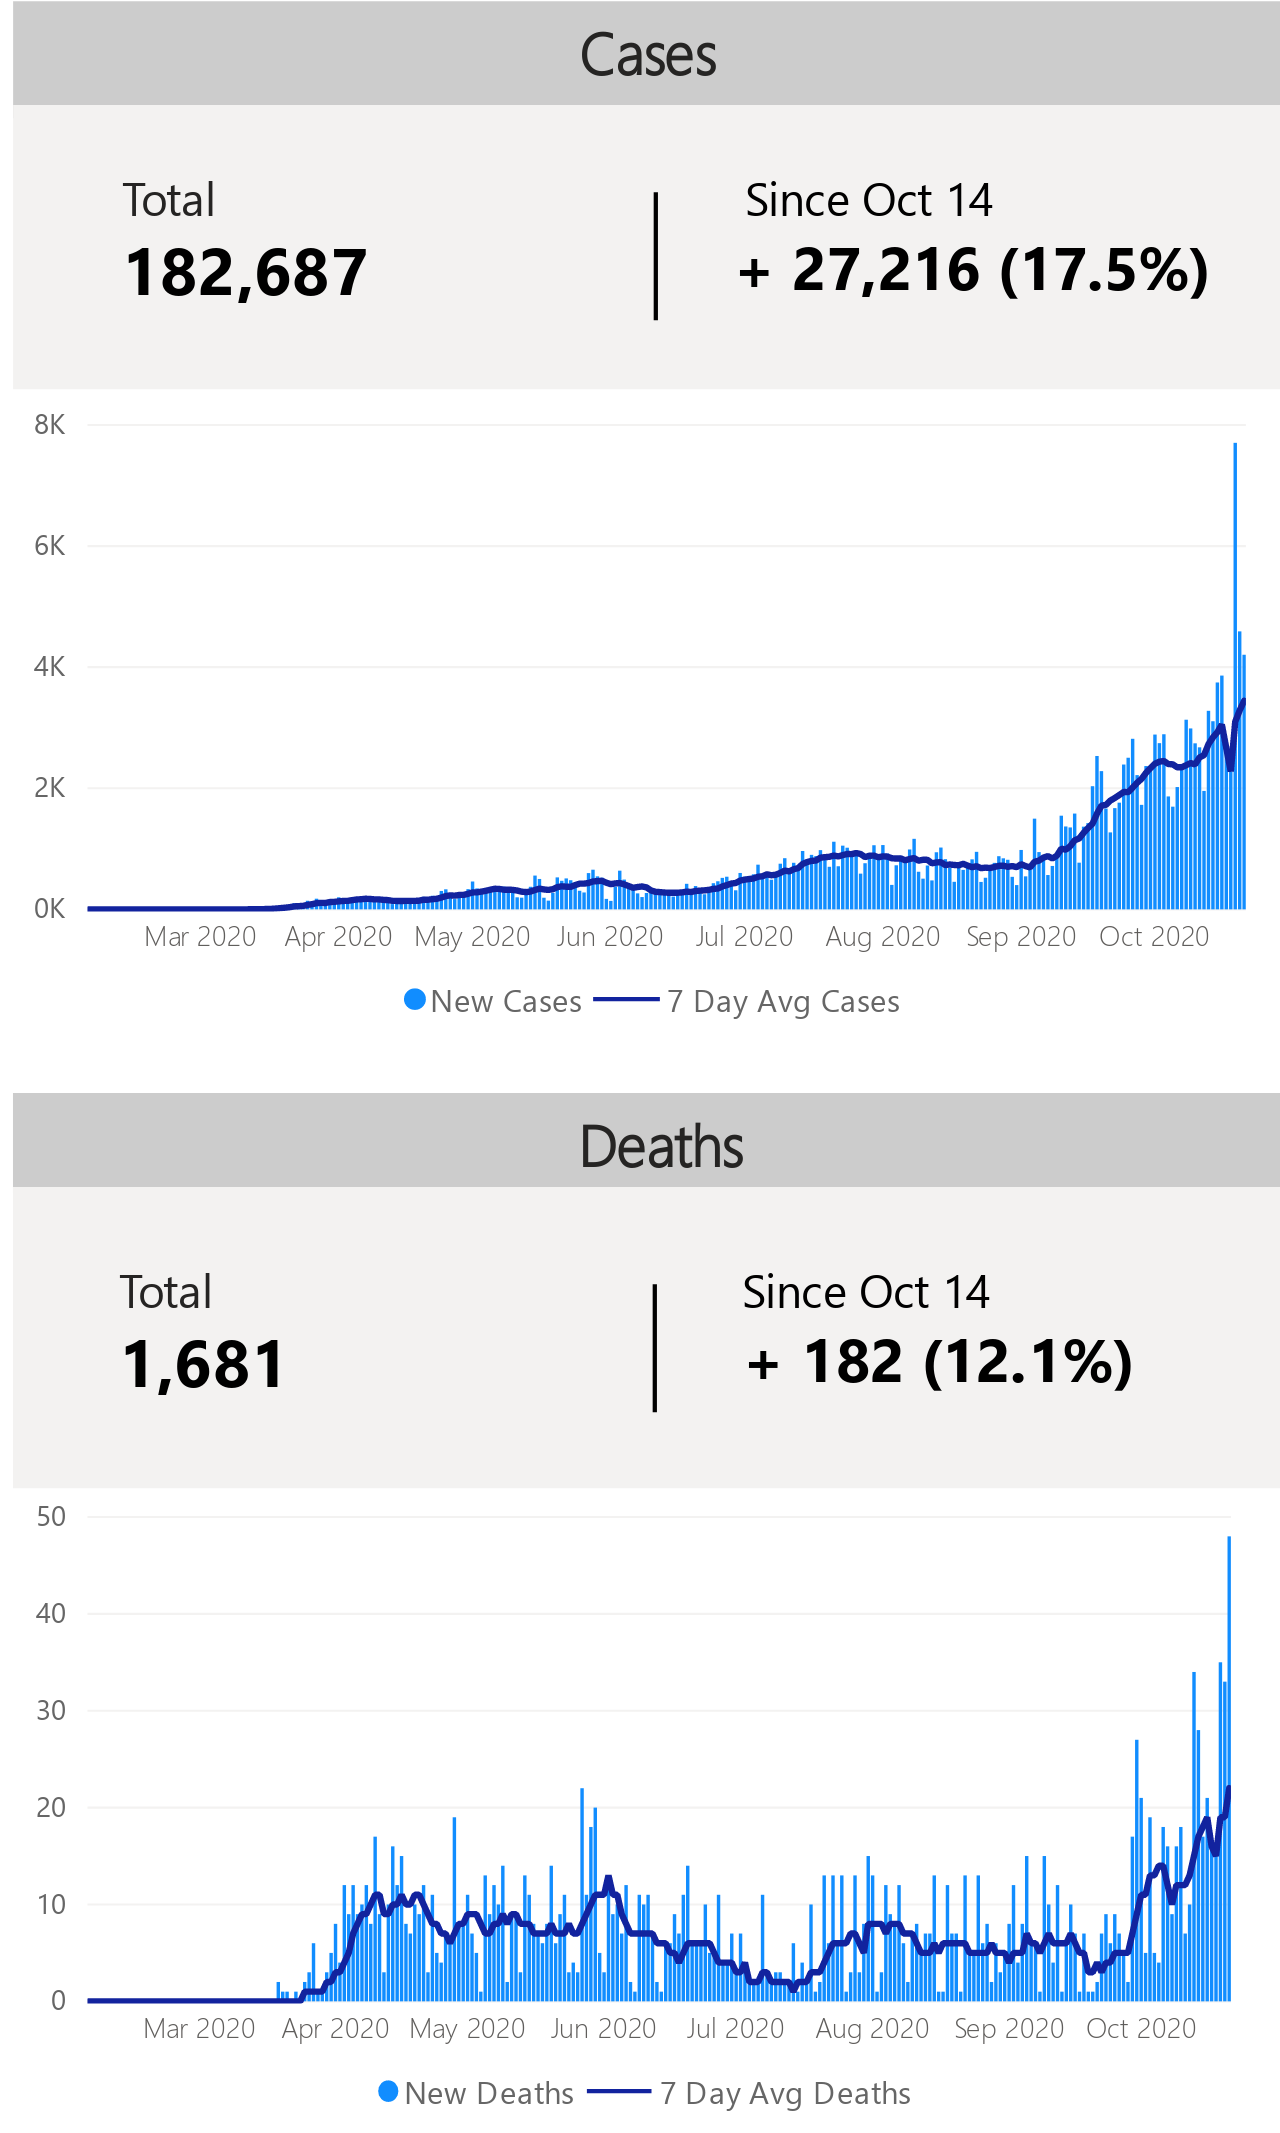 Cases
Total
Since Oct 14
182,687
+ 27,216 (17.5%)
8K
6K
4K
2K
0K
Mar 2020 Apr 2020 May 2020 Jun 2020 Jul 2020 Aug 2020 Sep 2020 Oct 2020
New Cases 7 Day Avg Cases
Deaths
Total
Since Oct 14
1,681
+ 182 (12.1%)
50
40
30
20
10
0
Mar 2020 Apr 2020 May 2020 Jun 2020 Jul 2020 Aug 2020 Sep 2020 Oct 2020
New Deaths 7 Day Avg Deaths